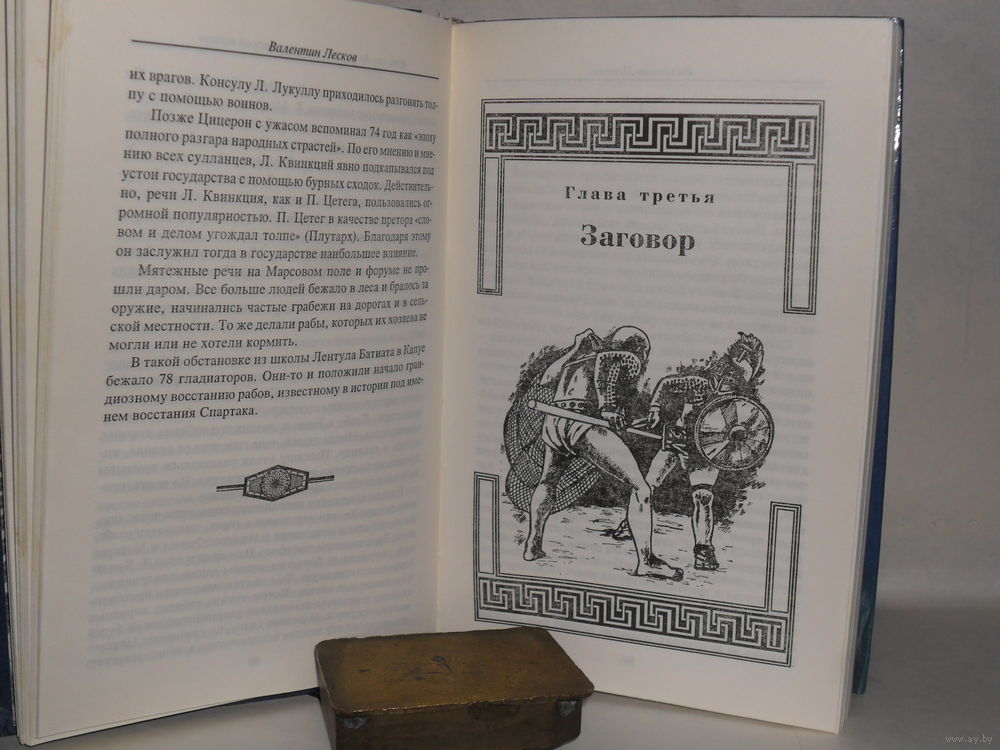 Валентин Лесков
их врагов. Консулу Л. Лукуллу приходилось разгонять тол-
пу с помощью воинов.
Позже Цицерон с ужасом вспоминал 74 год как «эпоху
полного разгара народных страстей». По его мнению и мне-
нию всех сулланцев, Л. Квинкций явно подкапывался под
устои государства с помощью бурных сходок. Действитель-
но, речи Л. Квинкция, как и П. Цетега, пользовались ог-
ромной популярностью. П. Цетег в качестве претора «сло-
вом и делом угождал толпе» (Плутарх). Благодаря этому
он заслужил тогда в государстве наибольшее влияние.
Мятежные речи на Марсовом поле и форуме не про-
шли даром. Все больше людей бежало в леса и бралось за
оружие, начинались частые грабежи на дорогах и в сель-
ской местности. То же делали рабы, которых их хозяева не
могли или не хотели кормить.
В такой обстановке из школы Лентула Батиата в Капуе
бежало 78 гладиаторов. Они-то и положили начало гран-
диозному восстанию рабов, известному в истории под име-
нем восстания Спартака.
Глава третья
Заговор
www.ay.by